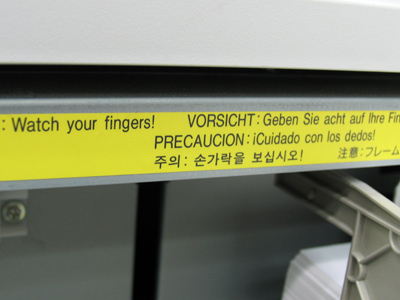 : Watch your fingers! VORSICHT: Geben Sie acht auf Ihre Fin
PRECAUCION: ¡Cuidado con los dedos!
주의: 손가락을 보십시오! 注意: フレーム